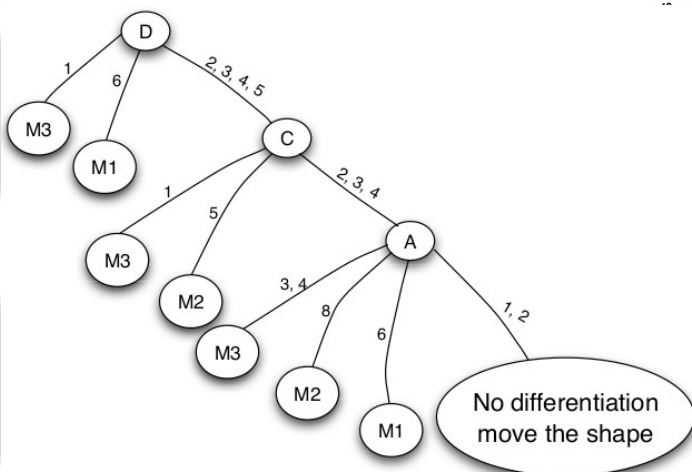 D
1
6
2, 3, 4, 5
M3
M1
C
1
5
2, 3, 4
M3
M2
A
3, 4
8
6
1, 2
M3
M2
M1
No differentiation
move the shape